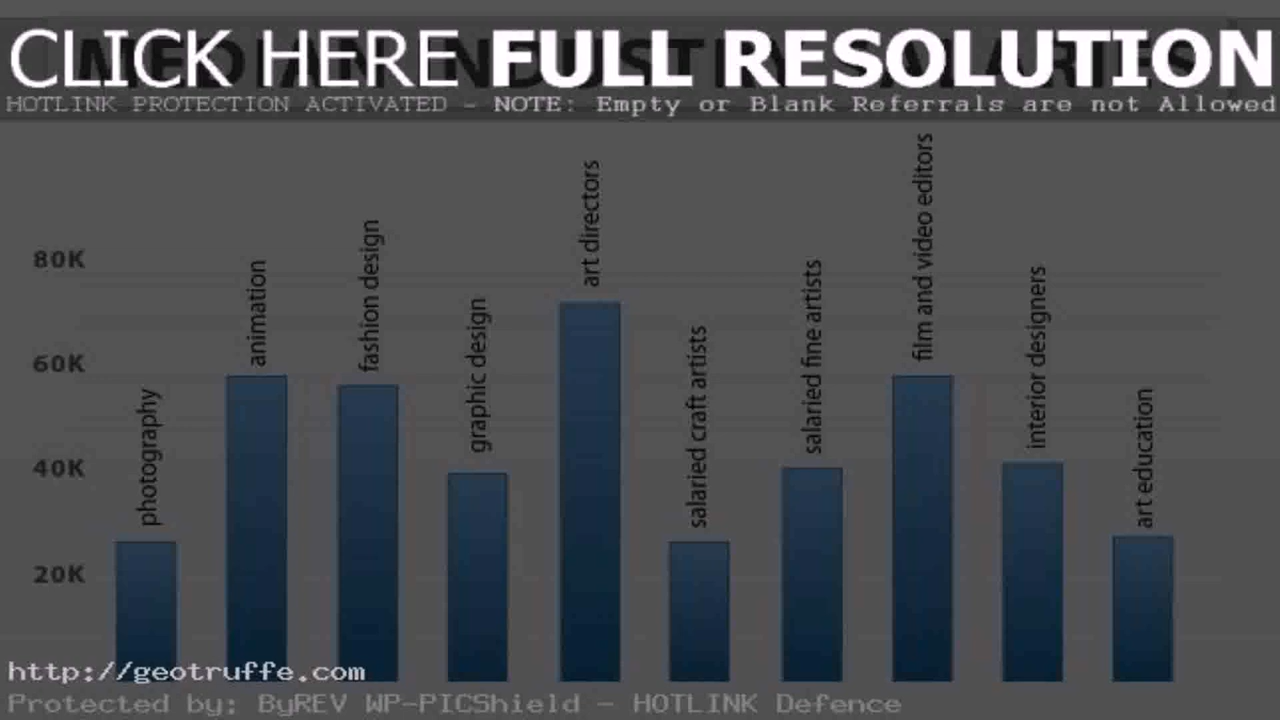 CLICK HERE FULL RESOLUTION
HOTLINK PROTECTION ACTIVATED - NOTE: Empty or Blank Referrals are not Allowed
80K
60K
40K
20K
photography
animation
fashion design
graphic design
art directors
salaried craft artists
salaried fine artists
film and video editors
interior designers
art education
http://geotruffe.com
Protected by: ByREV WP-PICShield - HOTLINK Defence